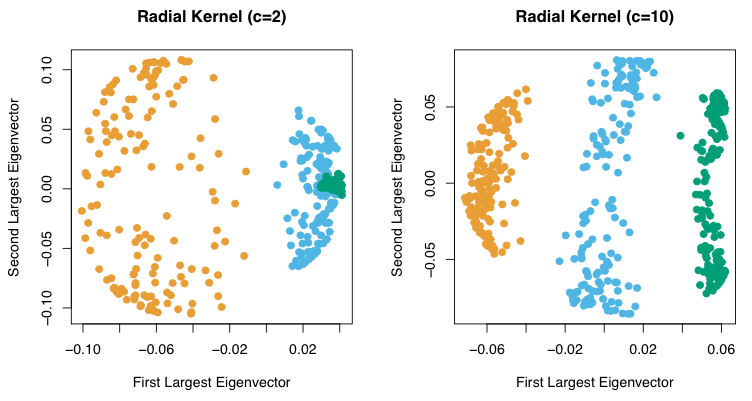 Radial Kernel (c=2)
Second Largest Eigenvector
0.10
0.05
0.00
−0.05
−0.10
−0.10 −0.06 −0.02 0.02
First Largest Eigenvector
Radial Kernel (c=10)
Second Largest Eigenvector
0.05
0.00
−0.05
−0.06 −0.02 0.02 0.06
First Largest Eigenvector